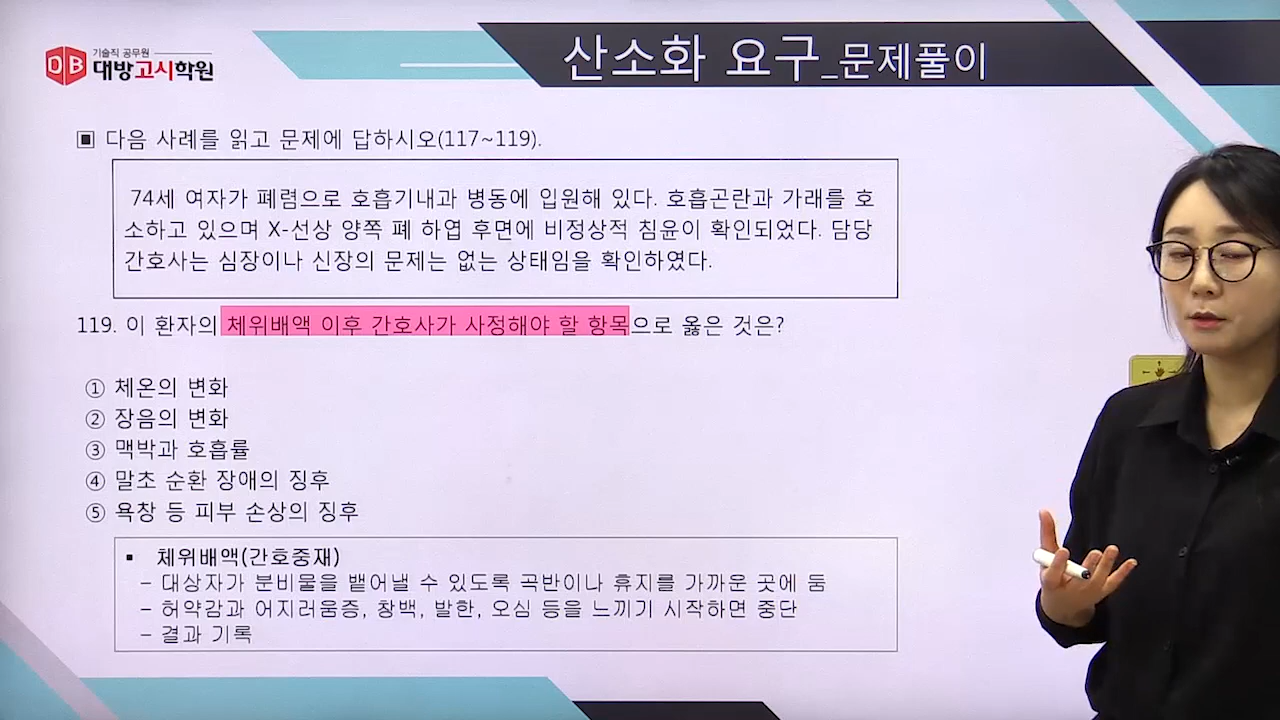 기술직 공무원
DB 대방고시학원
산소화 요구_문제풀이
▣ 다음 사례를 읽고 문제에 답하시오(117~119).
74세 여자가 폐렴으로 호흡기내과 병동에 입원해 있다. 호흡곤란과 가래를 호
소하고 있으며 X-선상 양쪽 폐 하엽 후면에 비정상적 침윤이 확인되었다. 담당
간호사는 심장이나 신장의 문제는 없는 상태임을 확인하였다.
119. 이 환자의 체위배액 이후 간호사가 사정해야 할 항목으로 옳은 것은?
① 체온의 변화
② 장음의 변화
③ 맥박과 호흡률
④ 말초 순환 장애의 징후
⑤ 욕창 등 피부 손상의 징후
▪ 체위배액(간호중재)
– 대상자가 분비물을 뱉어낼 수 있도록 곡반이나 휴지를 가까운 곳에 둠
– 허약감과 어지러움증, 창백, 발한, 오심 등을 느끼기 시작하면 중단
– 결과 기록